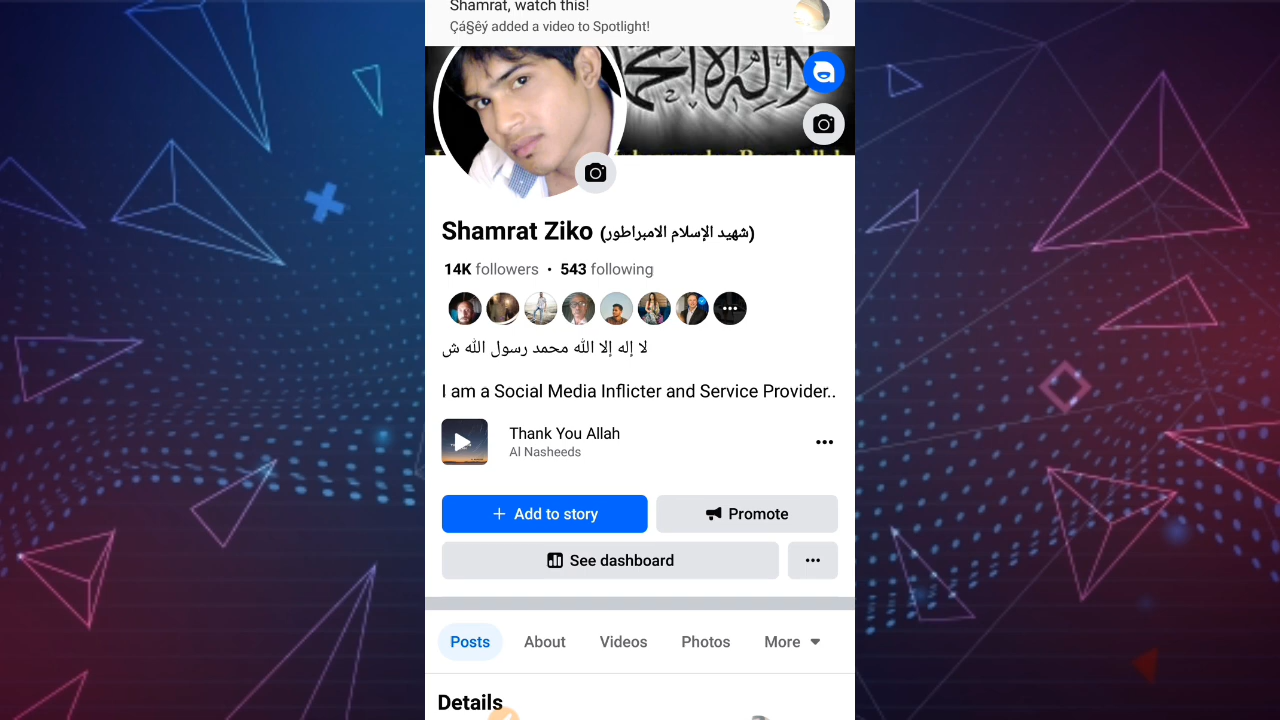 Shamrat, watch this!
Çá§êý added a video to Spotlight!
Shamrat Ziko (شهيد الإسلام الامبراطور)
14K followers • 543 following
لا إله إلا الله محمد رسول الله ش
I am a Social Media Inflicter and Service Provider..
Thank You Allah
Al Nasheeds
Add to story
Promote
See dashboard
Posts About Videos Photos More
Details